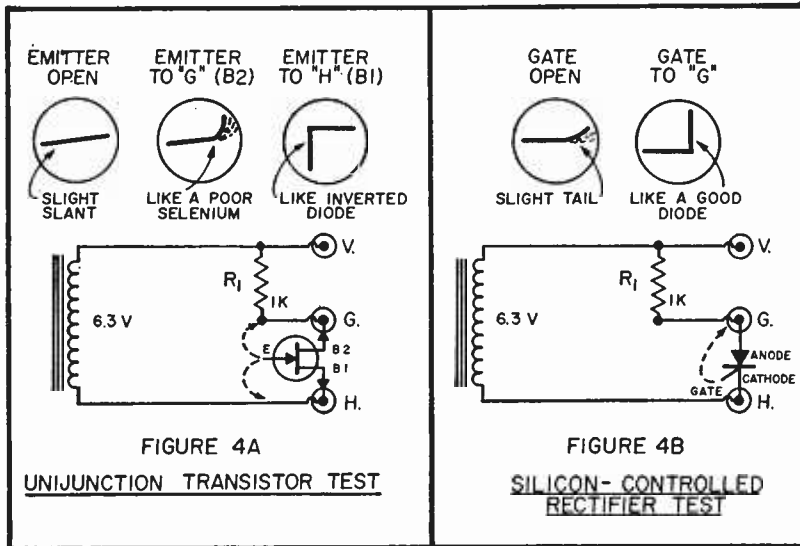 EMITTER OPEN
EMITTER TO "G" (B2)
EMITTER TO "H" (B1)
SLIGHT SLANT
LIKE A POOR SELENIUM
LIKE INVERTED DIODE
V.
R1
1K
6.3 V
G.
E
B2
B1
H.
FIGURE 4A
UNIJUNCTION TRANSISTOR TEST
GATE OPEN
GATE TO "G"
SLIGHT TAIL
LIKE A GOOD DIODE
V.
R1
1K
6.3 V
G.
ANODE
CATHODE
GATE
H.
FIGURE 4B
SILICON-CONTROLLED
RECTIFIER TEST